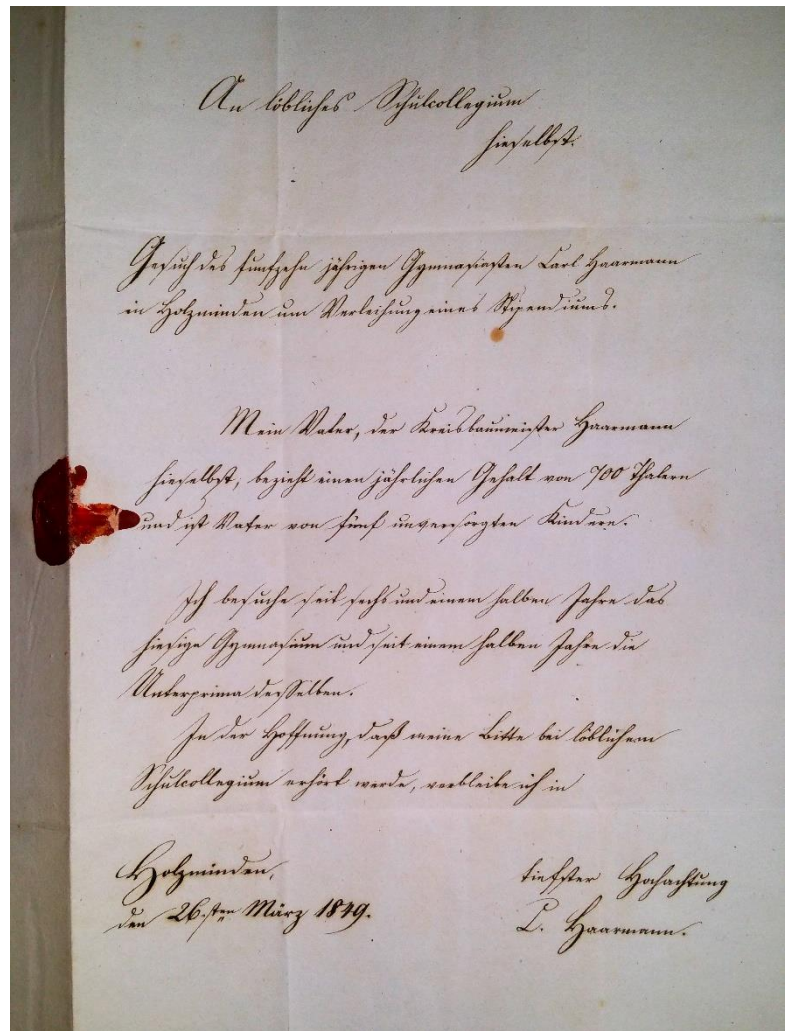 An löbliches Schulcollegium
hieselbst.
Gesuch des funfzehn jährigen Gymnasiasten Carl Haarmann
in Holzminden um Verleihung eines Stipendiums.
Mein Vater, der Kreisbaumeister Haarmann
hieselbst, bezieht einen jährlichen Gehalt von 700 Thalern
und ist Vater von fünf unversorgten Kindern.
Ich besuche seit sechs und einem halben Jahre das
hiesige Gymnasium und seit einem halben Jahre die
Unterprima desselben.
In der Hoffnung, daß meine Bitte bei löblichem
Schulcollegium erhört werde, verbleibe ich in
Holzminden, tiefster Hochachtung
den 26sten März 1849. C. Haarmann.